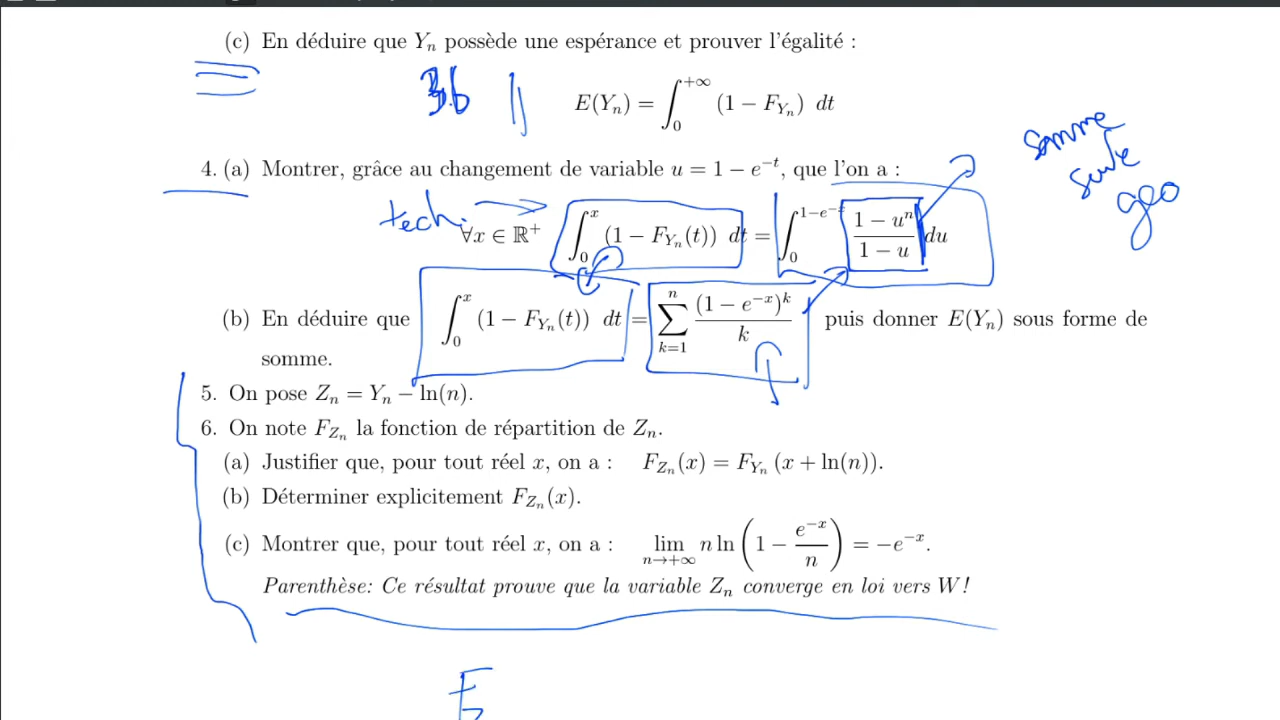 (c) En déduire que Yₙ possède une espérance et prouver l'égalité :
3b
E(Yₙ) = ∫₀^{+∞} (1 − F_{Yₙ}) dt
somme
suite
geo
4. (a) Montrer, grâce au changement de variable u = 1 − e^{−t}, que l'on a :
tech.
∀x ∈ ℝ⁺ ∫₀^x (1 − F_{Yₙ}(t)) dt = ∫₀^{1−e^{−x}} (1 − uⁿ)/(1 − u) du
(b) En déduire que ∫₀^x (1 − F_{Yₙ}(t)) dt = ∑_{k=1}^{n} (1 − e^{−x})^k / k puis donner E(Yₙ) sous forme de
somme.
5. On pose Zₙ = Yₙ − ln(n).
6. On note F_{Zₙ} la fonction de répartition de Zₙ.
(a) Justifier que, pour tout réel x, on a : F_{Zₙ}(x) = F_{Yₙ} (x + ln(n)).
(b) Déterminer explicitement F_{Zₙ}(x).
(c) Montrer que, pour tout réel x, on a : lim_{n→+∞} n ln (1 − e^{−x}/n) = −e^{−x}.
Parenthèse: Ce résultat prouve que la variable Zₙ converge en loi vers W!